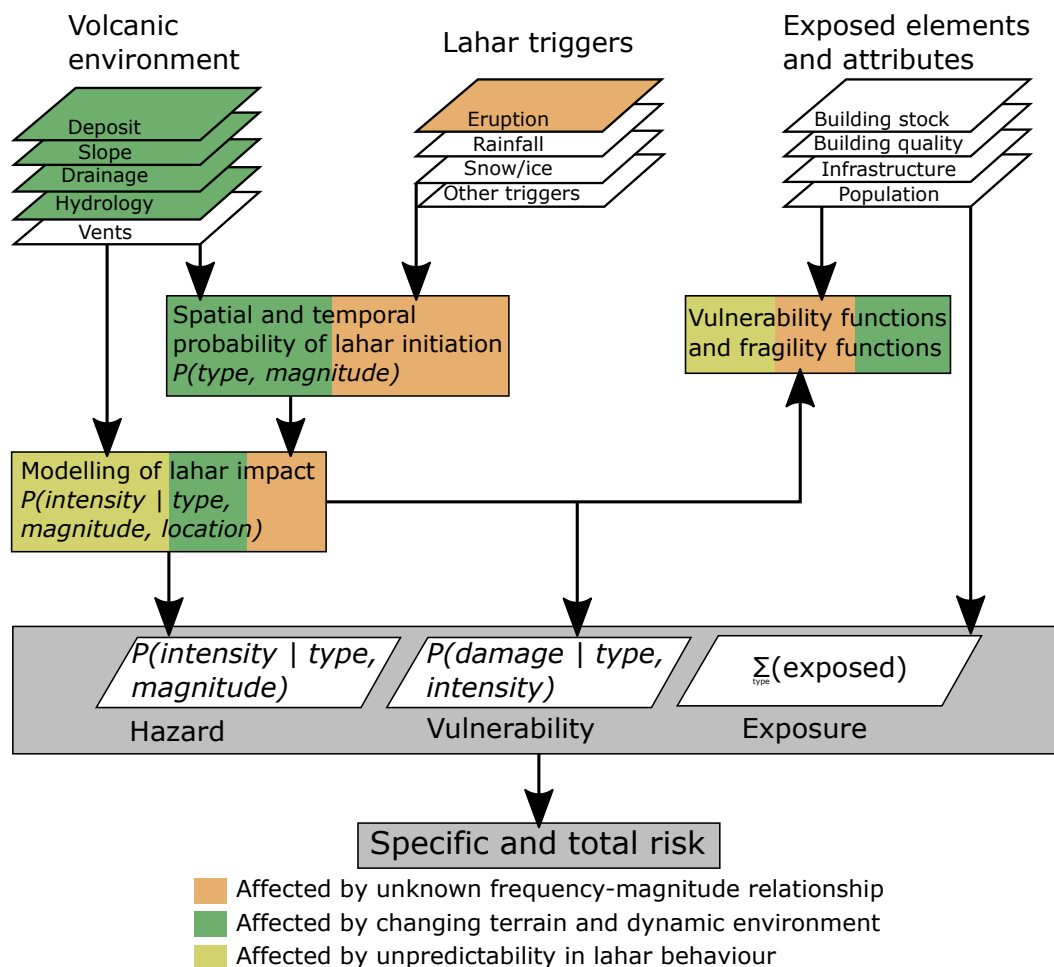 Volcanic
environment
Lahar triggers
Exposed elements
and attributes
Deposit
Slope
Drainage
Hydrology
Vents
Eruption
Rainfall
Snow/ice
Other triggers
Building stock
Building quality
Infrastructure
Population
Spatial and temporal
probability of lahar initiation
P(type, magnitude)
Vulnerability functions
and fragility functions
Modelling of lahar impact
P(intensity | type,
magnitude, location)
P(intensity | type,
magnitude)
Hazard
P(damage | type,
intensity)
Vulnerability
Σ(exposed)
type
Exposure
Specific and total risk
Affected by unknown frequency-magnitude relationship
Affected by changing terrain and dynamic environment
Affected by unpredictability in lahar behaviour